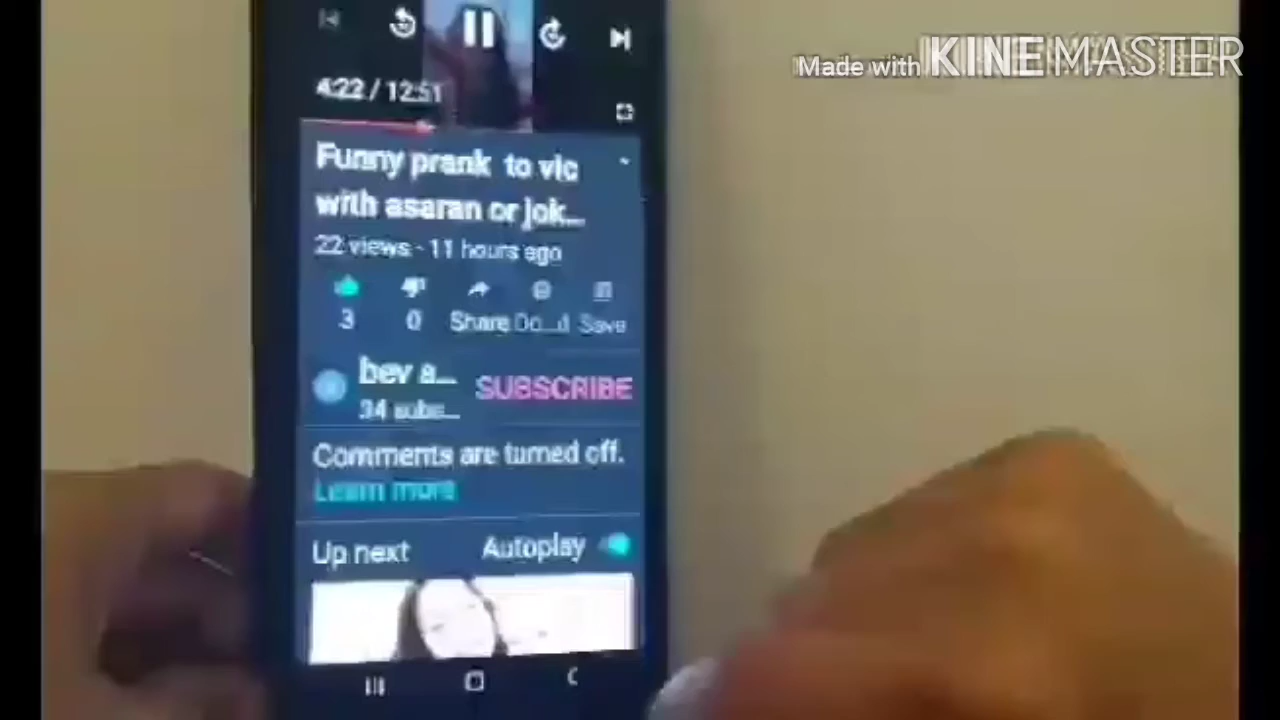 Made with KINEMASTER
4:22 / 12:51
Funny prank to vic
with asaran or jok...
22 views · 11 hours ago
3 0 Share Do...d Save
bev a... SUBSCRIBE
34 subs...
Comments are turned off.
Learn more
Up next Autoplay